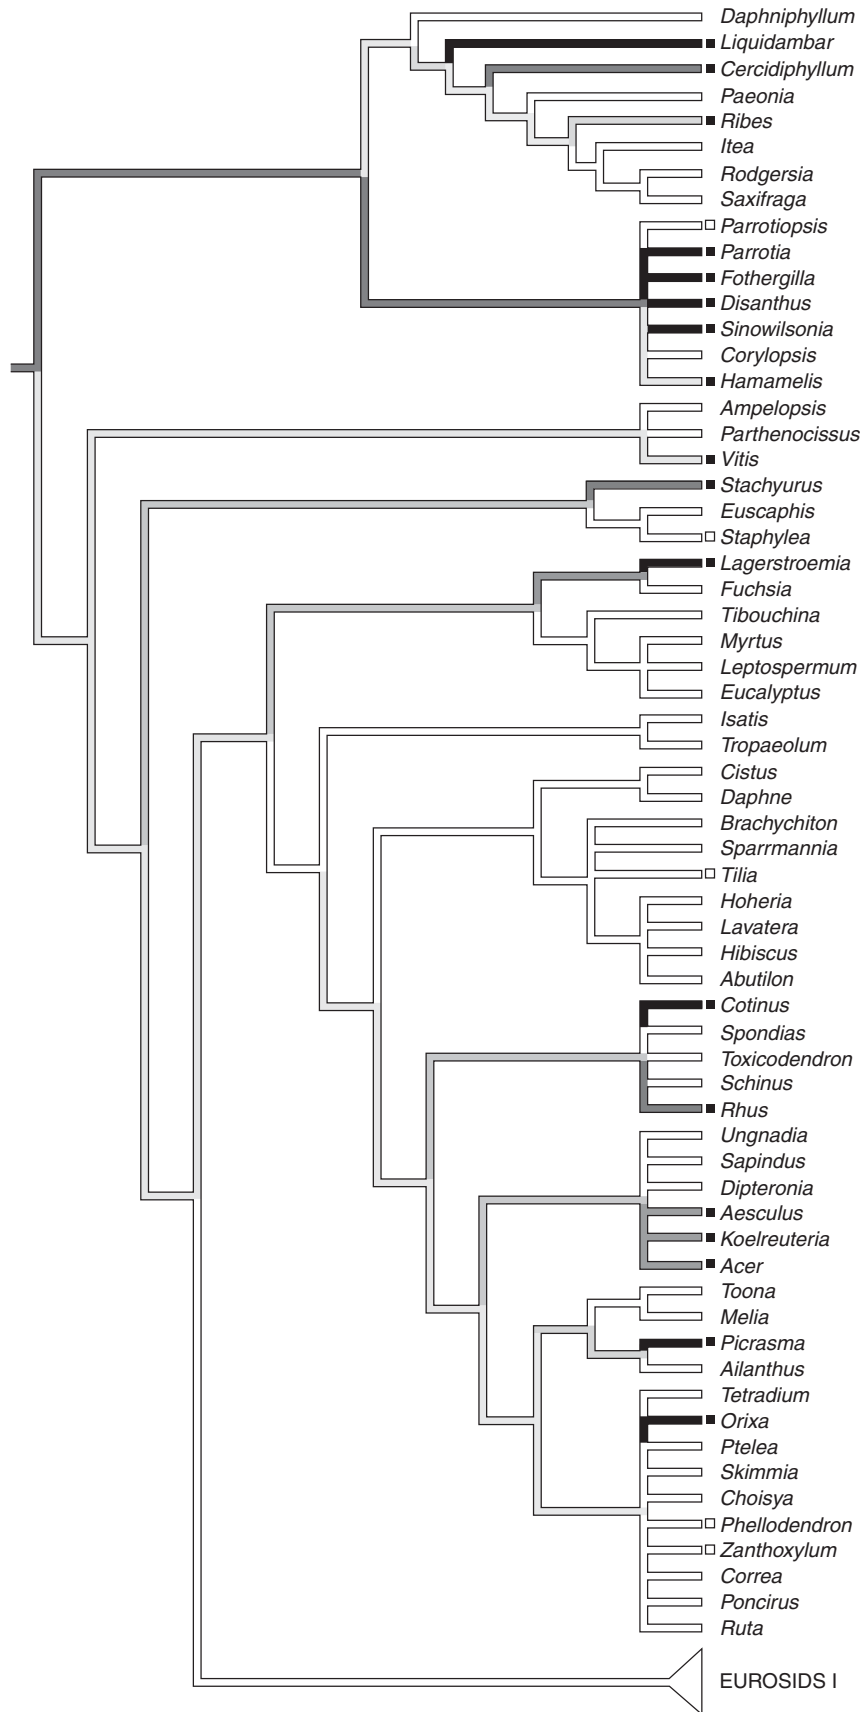 Daphniphyllum
Liquidambar
Cercidiphyllum
Paeonia
Ribes
Itea
Rodgersia
Saxifraga
Parrotiopsis
Parrotia
Fothergilla
Disanthus
Sinowilsonia
Corylopsis
Hamamelis
Ampelopsis
Parthenocissus
Vitis
Stachyurus
Euscaphis
Staphylea
Lagerstroemia
Fuchsia
Tibouchina
Myrtus
Leptospermum
Eucalyptus
Isatis
Tropaeolum
Cistus
Daphne
Brachychiton
Sparrmannia
Tilia
Hoheria
Lavatera
Hibiscus
Abutilon
Cotinus
Spondias
Toxicodendron
Schinus
Rhus
Ungnadia
Sapindus
Dipteronia
Aesculus
Koelreuteria
Acer
Toona
Melia
Picrasma
Ailanthus
Tetradium
Orixa
Ptelea
Skimmia
Choisya
Phellodendron
Zanthoxylum
Correa
Poncirus
Ruta
EUROSIDS I